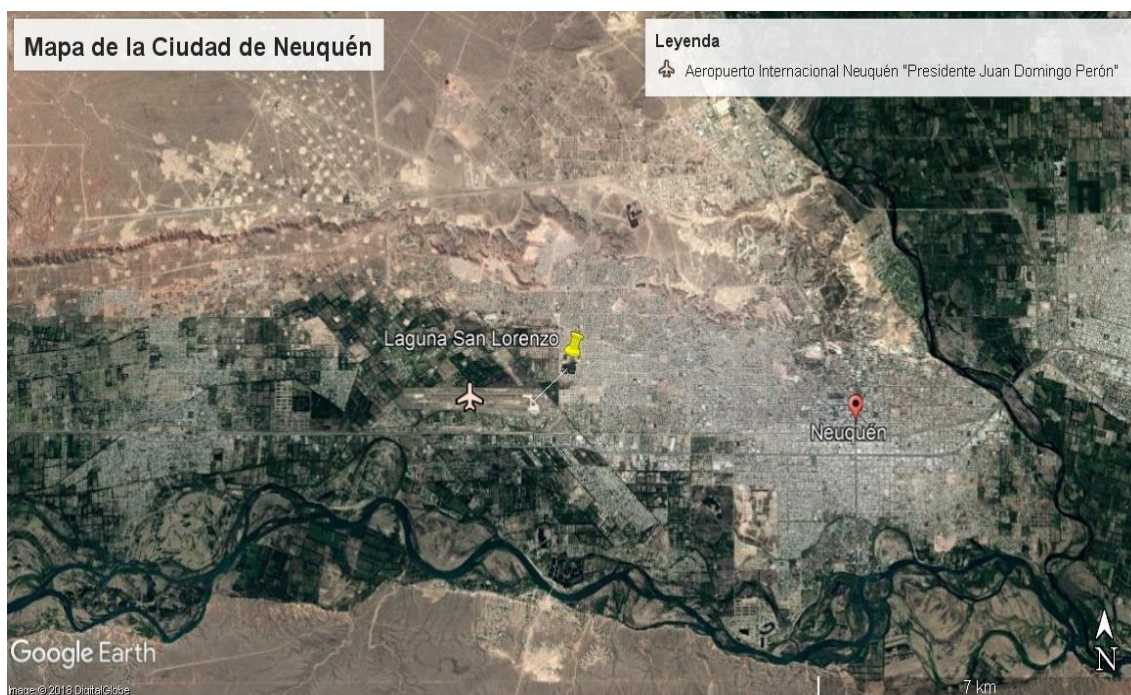 Mapa de la Ciudad de Neuquén
Leyenda
Aeropuerto Internacional Neuquén "Presidente Juan Domingo Perón"
Laguna San Lorenzo
Neuquén
Google Earth
N
Image © 2018 DigitalGlobe
7 km